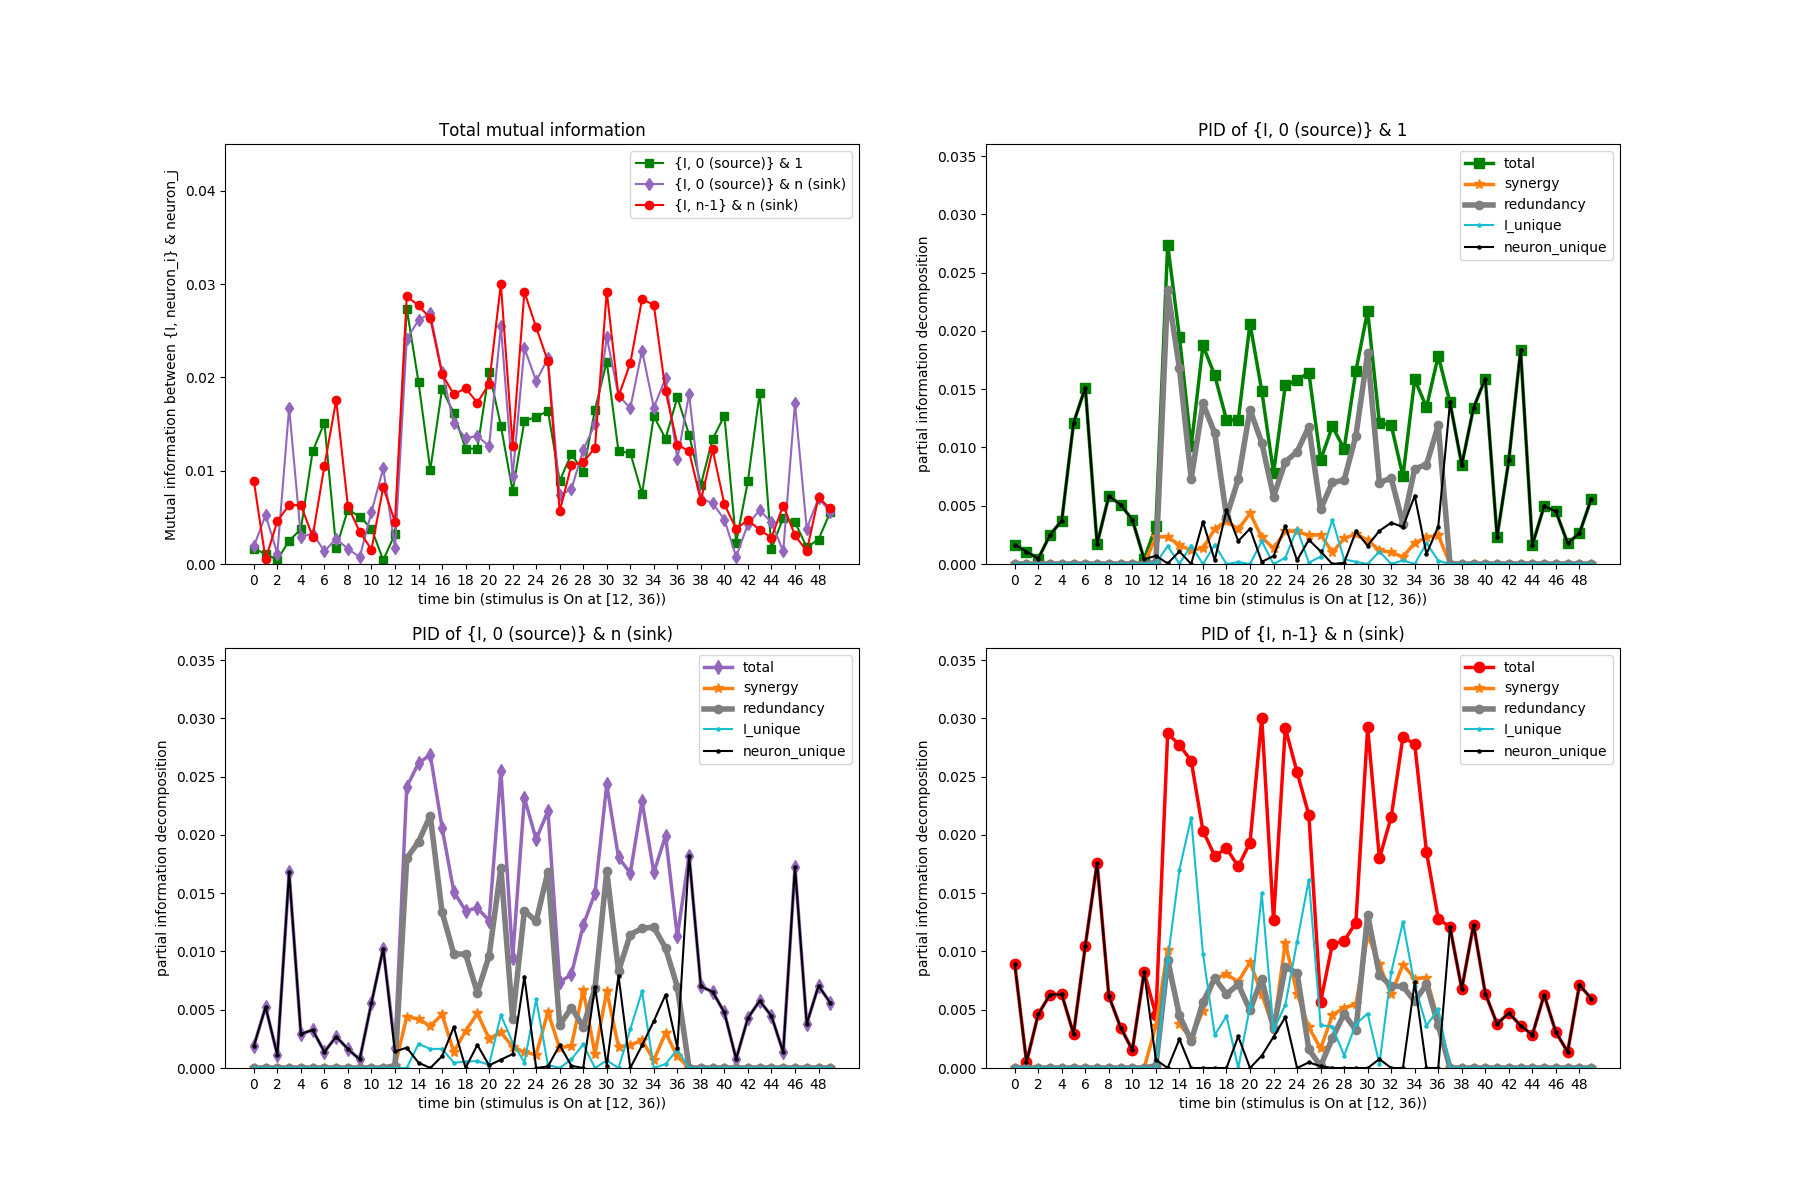 Total mutual information
Mutual information between {I, neuron_i} & neuron_j
0.04
0.03
0.02
0.01
0.00
{I, 0 (source)} & 1
{I, 0 (source)} & n (sink)
{I, n-1} & n (sink)
0 2 4 6 8 10 12 14 16 18 20 22 24 26 28 30 32 34 36 38 40 42 44 46 48
time bin (stimulus is On at [12, 36))
PID of {I, 0 (source)} & 1
partial information decomposition
0.035
0.030
0.025
0.020
0.015
0.010
0.005
0.000
total
synergy
redundancy
I_unique
neuron_unique
0 2 4 6 8 10 12 14 16 18 20 22 24 26 28 30 32 34 36 38 40 42 44 46 48
time bin (stimulus is On at [12, 36))
PID of {I, 0 (source)} & n (sink)
partial information decomposition
0.035
0.030
0.025
0.020
0.015
0.010
0.005
0.000
total
synergy
redundancy
I_unique
neuron_unique
0 2 4 6 8 10 12 14 16 18 20 22 24 26 28 30 32 34 36 38 40 42 44 46 48
time bin (stimulus is On at [12, 36))
PID of {I, n-1} & n (sink)
partial information decomposition
0.035
0.030
0.025
0.020
0.015
0.010
0.005
0.000
total
synergy
redundancy
I_unique
neuron_unique
0 2 4 6 8 10 12 14 16 18 20 22 24 26 28 30 32 34 36 38 40 42 44 46 48
time bin (stimulus is On at [12, 36))